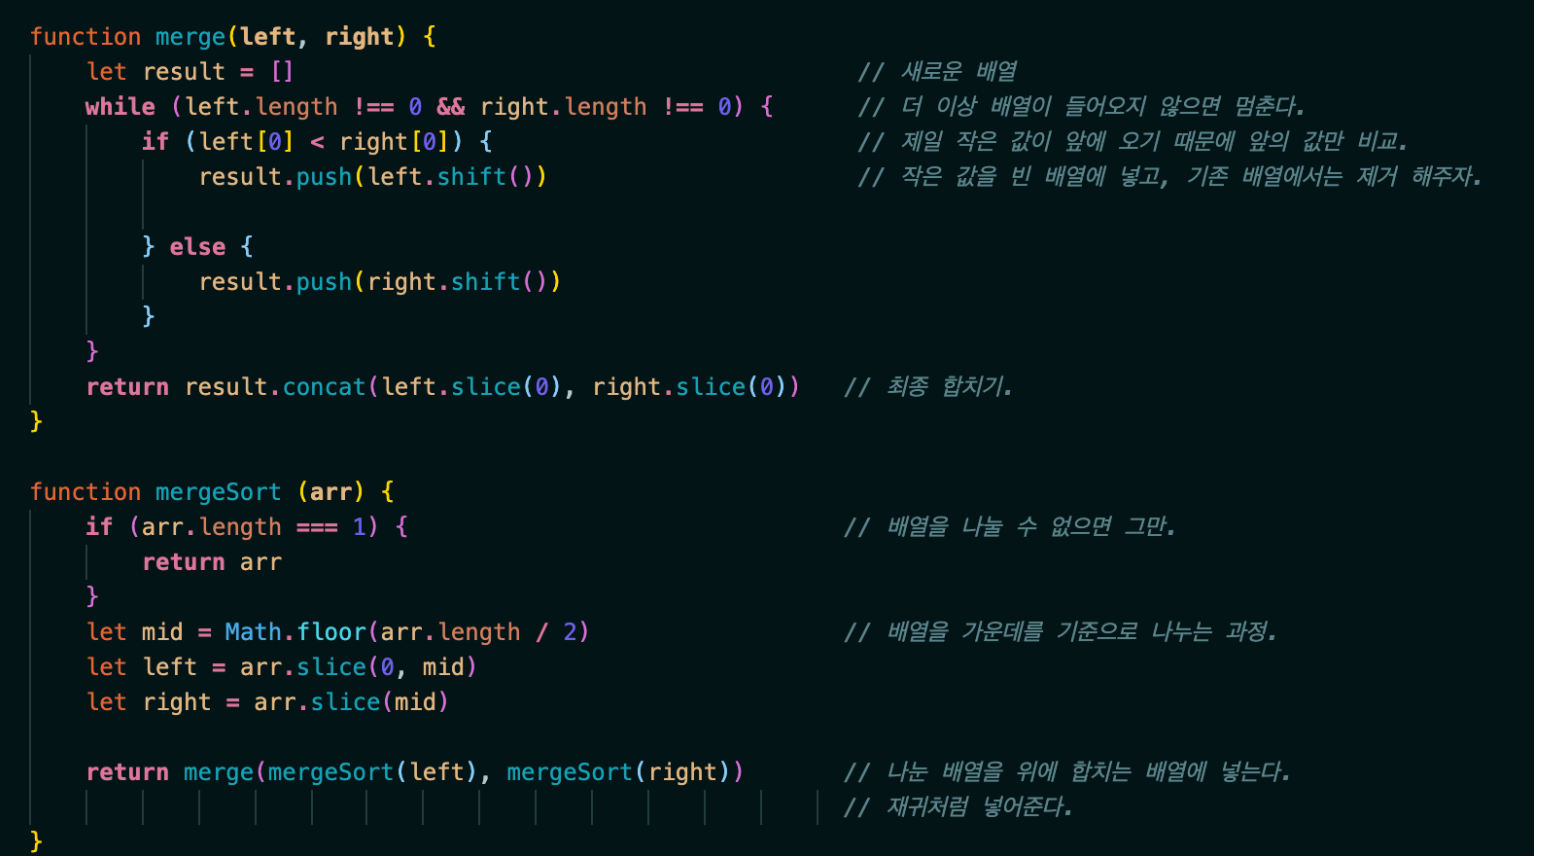 function merge(left, right) {
let result = [] // 새로운 배열
while (left.length !== 0 && right.length !== 0) { // 더 이상 배열이 들어오지 않으면 멈춘다.
if (left[0] < right[0]) { // 제일 작은 값이 앞에 오기 때문에 앞의 값만 비교.
result.push(left.shift()) // 작은 값을 빈 배열에 넣고, 기존 배열에서는 제거 해주자.
} else {
result.push(right.shift())
}
}
return result.concat(left.slice(0), right.slice(0)) // 최종 합치기.
}
function mergeSort (arr) {
if (arr.length === 1) { // 배열을 나눌 수 없으면 그만.
return arr
}
let mid = Math.floor(arr.length / 2) // 배열을 가운데를 기준으로 나누는 과정.
let left = arr.slice(0, mid)
let right = arr.slice(mid)
return merge(mergeSort(left), mergeSort(right)) // 나눈 배열을 위에 합치는 배열에 넣는다.
// 재귀처럼 넣어준다.
}